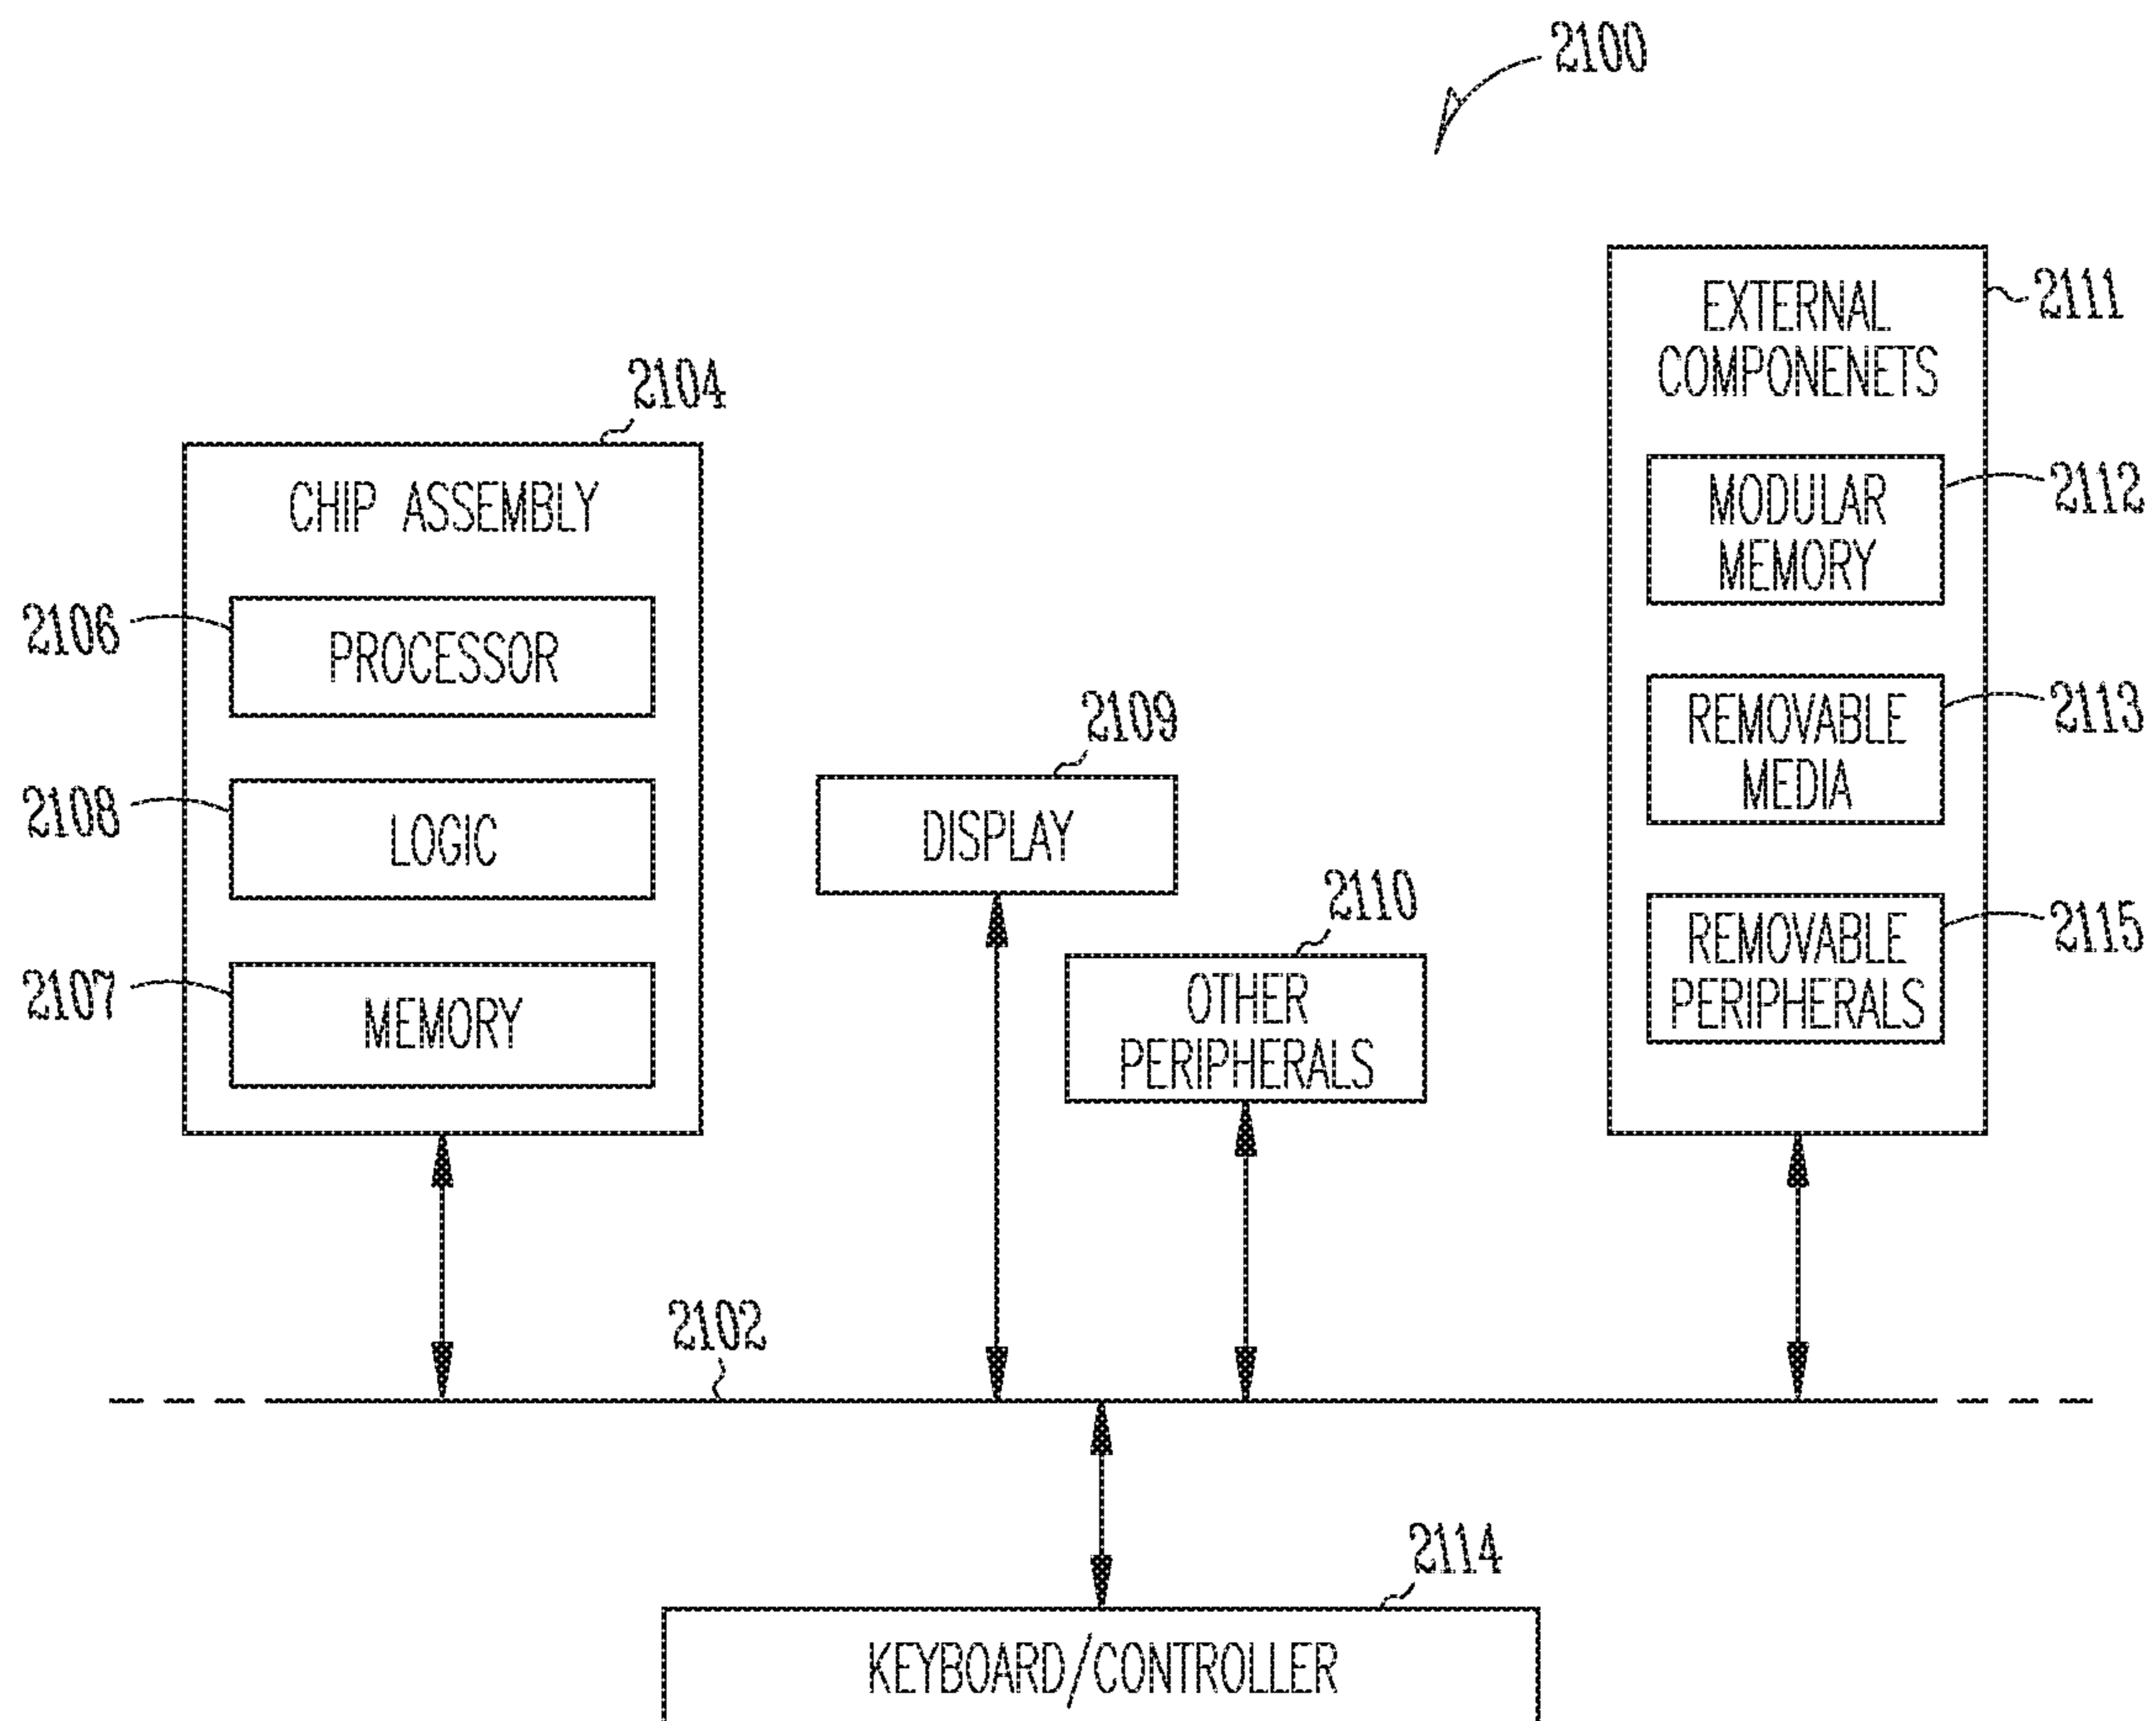 2100
EXTERNAL
COMPONENETS
2111
MODULAR
MEMORY
2112
REMOVABLE
MEDIA
2113
REMOVABLE
PERIPHERALS
2115
2104
CHIP ASSEMBLY
2106
PROCESSOR
2108
LOGIC
2107
MEMORY
2109
DISPLAY
2110
OTHER
PERIPHERALS
2102
2114
KEYBOARD/CONTROLLER